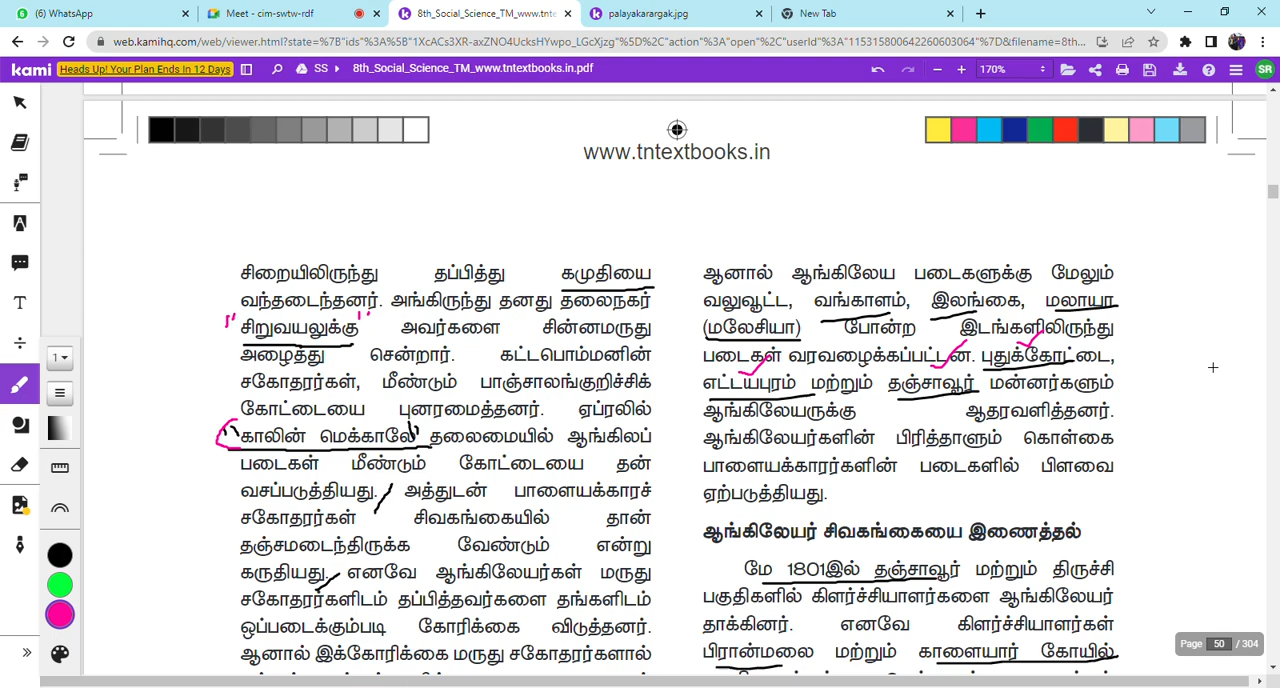 (6) WhatsApp
Meet - cim-swtw-rdf
8th_Social_Science_TM_www.tnte
palayakarargak.jpg
New Tab
web.kamihq.com/web/viewer.html?state=%7B"ids"%3A%5B"1XcACs3XR-axZNO4UcksHYwpo_LGcXjzg"%5D%2C"action"%3A"open"%2C"userId"%3A"115315800642260603064"%7D&filename=8th...
kami
Heads Up! Your Plan Ends In 12 Days
SS
8th_Social_Science_TM_www.tntextbooks.in.pdf
170%
SR
www.tntextbooks.in
சிறையிலிருந்து தப்பித்து கமுதியை
வந்தடைந்தனர். அங்கிருந்து தனது தலைநகர்
சிறுவயலுக்கு அவர்களை சின்னமருது
அழைத்து சென்றார். கட்டபொம்மனின்
சகோதரர்கள், மீண்டும் பாஞ்சாலங்குறிச்சிக்
கோட்டையை புனரமைத்தனர். ஏப்ரலில்
காலின் மெக்காலே தலைமையில் ஆங்கிலப்
படைகள் மீண்டும் கோட்டையை தன்
வசப்படுத்தியது. அத்துடன் பாளையக்காரச்
சகோதரர்கள் சிவகங்கையில் தான்
தஞ்சமடைந்திருக்க வேண்டும் என்று
கருதியது. எனவே ஆங்கிலேயர்கள் மருது
சகோதரர்களிடம் தப்பித்தவர்களை தங்களிடம்
ஒப்படைக்கும்படி கோரிக்கை விடுத்தனர்.
ஆனால் இக்கோரிக்கை மருது சகோதரர்களால்
ஆனால் ஆங்கிலேய படைகளுக்கு மேலும்
வலுவூட்ட, வங்காளம், இலங்கை, மலாயா
(மலேசியா) போன்ற இடங்களிலிருந்து
படைகள் வரவழைக்கப்பட்டன. புதுக்கோட்டை,
எட்டயபுரம் மற்றும் தஞ்சாவூர் மன்னர்களும்
ஆங்கிலேயருக்கு ஆதரவளித்தனர்.
ஆங்கிலேயர்களின் பிரித்தாளும் கொள்கை
பாளையக்காரர்களின் படைகளில் பிளவை
ஏற்படுத்தியது.
ஆங்கிலேயர் சிவகங்கையை இணைத்தல்
மே 1801இல் தஞ்சாவூர் மற்றும் திருச்சி
பகுதிகளில் கிளர்ச்சியாளர்களை ஆங்கிலேயர்
தாக்கினர். எனவே கிளர்ச்சியாளர்கள்
பிரான்மலை மற்றும் காளையார் கோயில்
Page 50 / 304
1